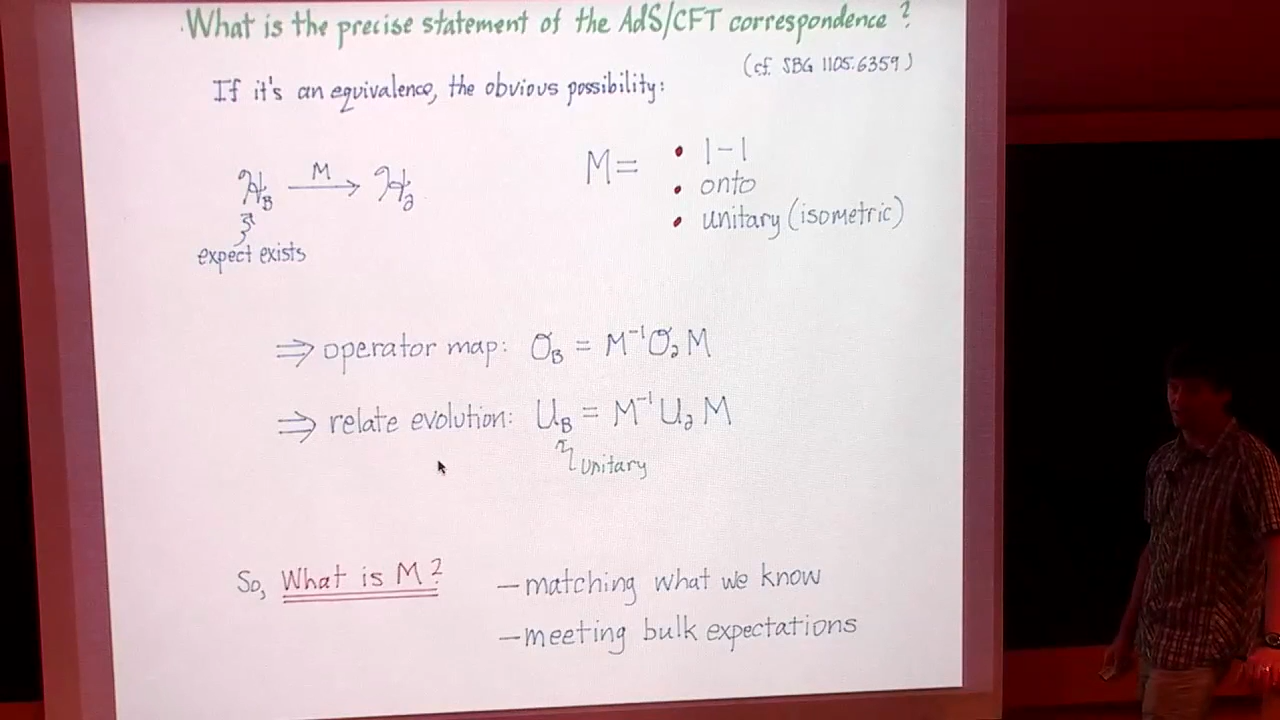 What is the precise statement of the AdS/CFT correspondence?
(cf. SBG 1105.6359)
If it's an equivalence, the obvious possibility:
ℋ_B —M→ ℋ_∂
expect exists
M =
• 1-1
• onto
• unitary (isometric)
⇒ operator map: O_B = M⁻¹ O_∂ M
⇒ relate evolution: U_B = M⁻¹ U_∂ M
unitary
So, What is M?
— matching what we know
— meeting bulk expectations